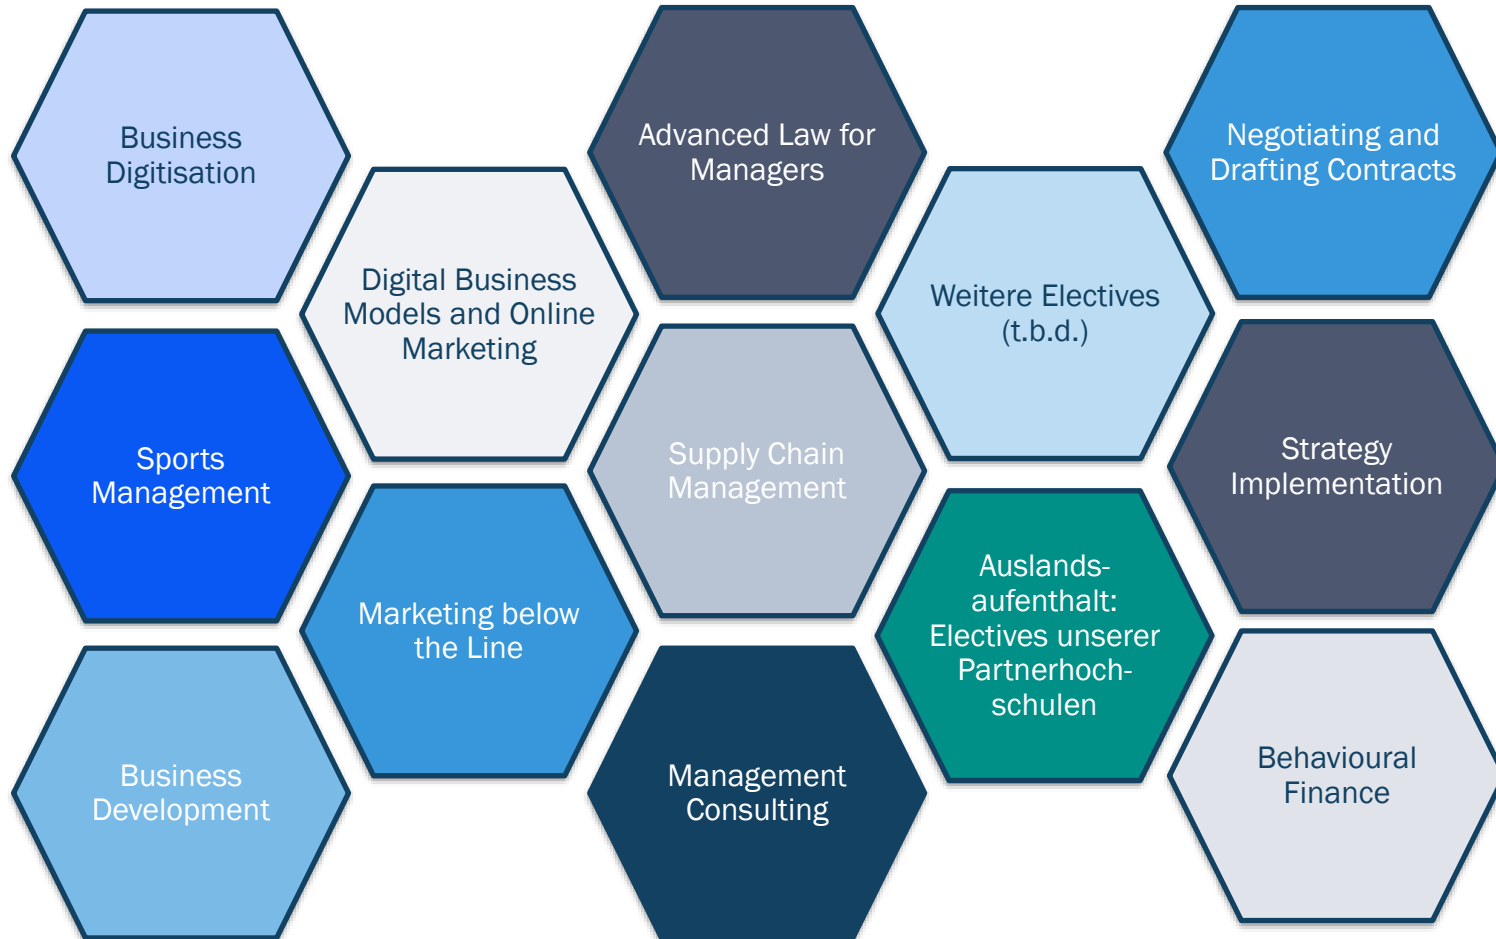 Business
Digitisation
Advanced Law for
Managers
Negotiating and
Drafting Contracts
Digital Business
Models and Online
Marketing
Weitere Electives
(t.b.d.)
Sports
Management
Supply Chain
Management
Strategy
Implementation
Marketing below
the Line
Auslands-
aufenthalt:
Electives unserer
Partnerhoch-
schulen
Business
Development
Management
Consulting
Behavioural
Finance